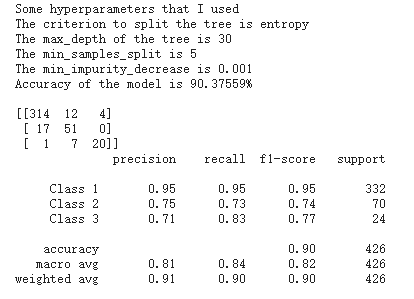 Some hyperparameters that I used
The criterion to split the tree is entropy
The max_depth of the tree is 30
The min_samples_split is 5
The min_impurity_decrease is 0.001
Accuracy of the model is 90.37559%
[[314 12 4]
[ 17 51 0]
[ 1 7 20]]
precision recall f1-score support
Class 1 0.95 0.95 0.95 332
Class 2 0.75 0.73 0.74 70
Class 3 0.71 0.83 0.77 24
accuracy 0.90 426
macro avg 0.81 0.84 0.82 426
weighted avg 0.91 0.90 0.90 426